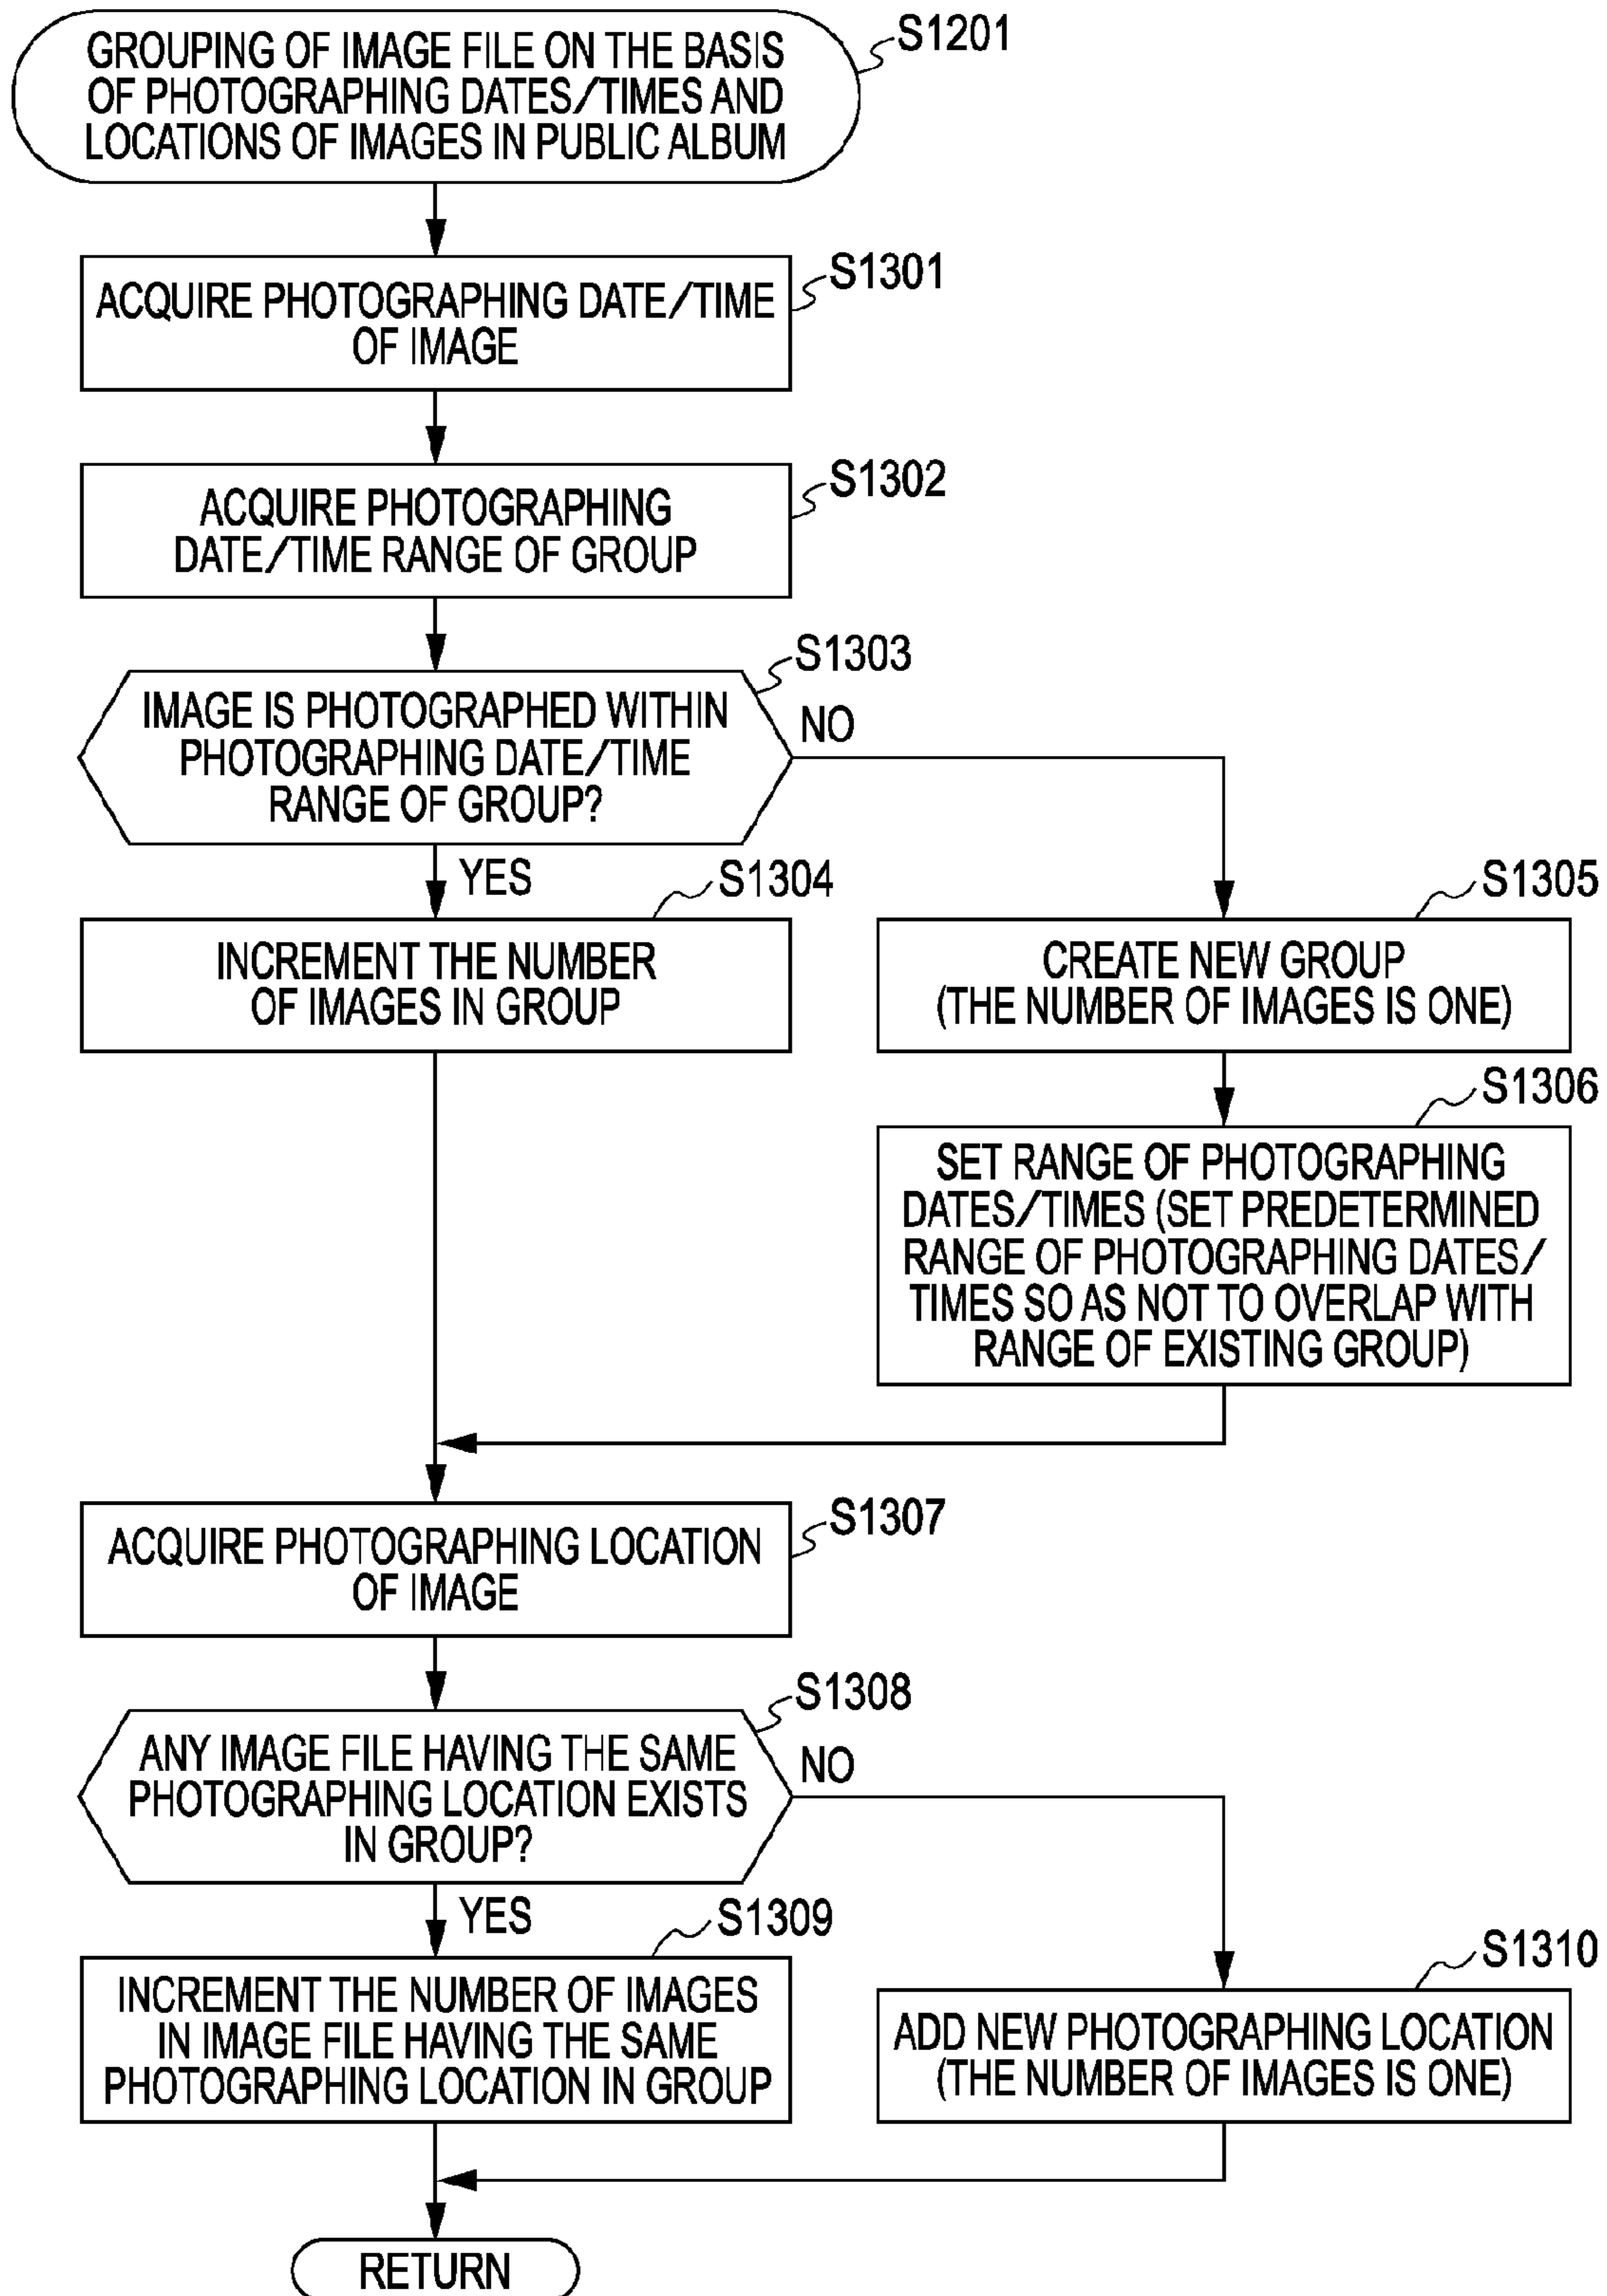 GROUPING OF IMAGE FILE ON THE BASIS
OF PHOTOGRAPHING DATES/TIMES AND
LOCATIONS OF IMAGES IN PUBLIC ALBUM
S1201
ACQUIRE PHOTOGRAPHING DATE/TIME
OF IMAGE
S1301
ACQUIRE PHOTOGRAPHING
DATE/TIME RANGE OF GROUP
S1302
IMAGE IS PHOTOGRAPHED WITHIN
PHOTOGRAPHING DATE/TIME
RANGE OF GROUP?
S1303
NO
YES
S1304
INCREMENT THE NUMBER
OF IMAGES IN GROUP
S1305
CREATE NEW GROUP
(THE NUMBER OF IMAGES IS ONE)
S1306
SET RANGE OF PHOTOGRAPHING
DATES/TIMES (SET PREDETERMINED
RANGE OF PHOTOGRAPHING DATES/
TIMES SO AS NOT TO OVERLAP WITH
RANGE OF EXISTING GROUP)
S1307
ACQUIRE PHOTOGRAPHING LOCATION
OF IMAGE
S1308
ANY IMAGE FILE HAVING THE SAME
PHOTOGRAPHING LOCATION EXISTS
IN GROUP?
NO
YES
S1309
INCREMENT THE NUMBER OF IMAGES
IN IMAGE FILE HAVING THE SAME
PHOTOGRAPHING LOCATION IN GROUP
S1310
ADD NEW PHOTOGRAPHING LOCATION
(THE NUMBER OF IMAGES IS ONE)
RETURN